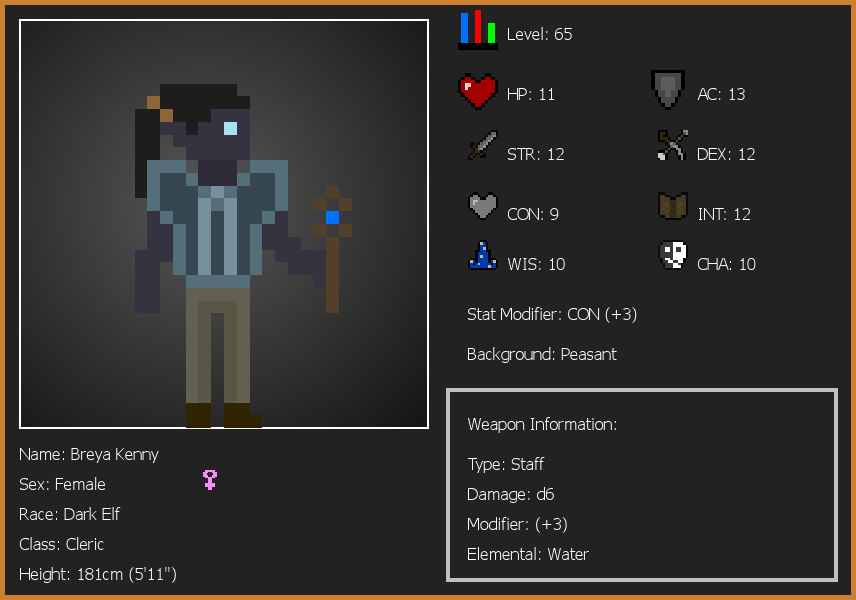 Level: 65
HP: 11
AC: 13
STR: 12
DEX: 12
CON: 9
INT: 12
WIS: 10
CHA: 10
Stat Modifier: CON (+3)
Background: Peasant
Weapon Information:
Type: Staff
Damage: d6
Modifier: (+3)
Elemental: Water
Name: Breya Kenny
Sex: Female
Race: Dark Elf
Class: Cleric
Height: 181cm (5'11")